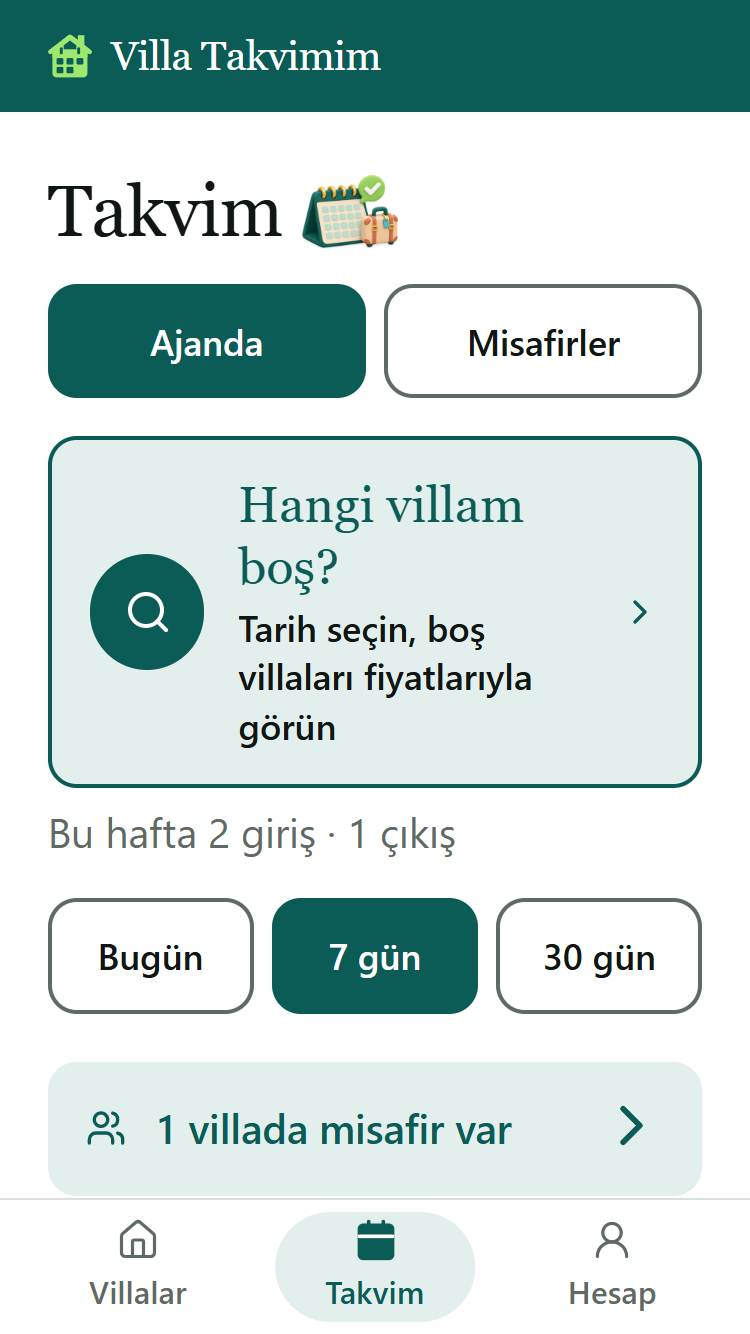 Villa Takvimim
Takvim
Ajanda
Misafirler
Hangi villam
boş?
Tarih seçin, boş
villaları fiyatlarıyla
görün
Bu hafta 2 giriş · 1 çıkış
Bugün
7 gün
30 gün
1 villada misafir var
Villalar
Takvim
Hesap